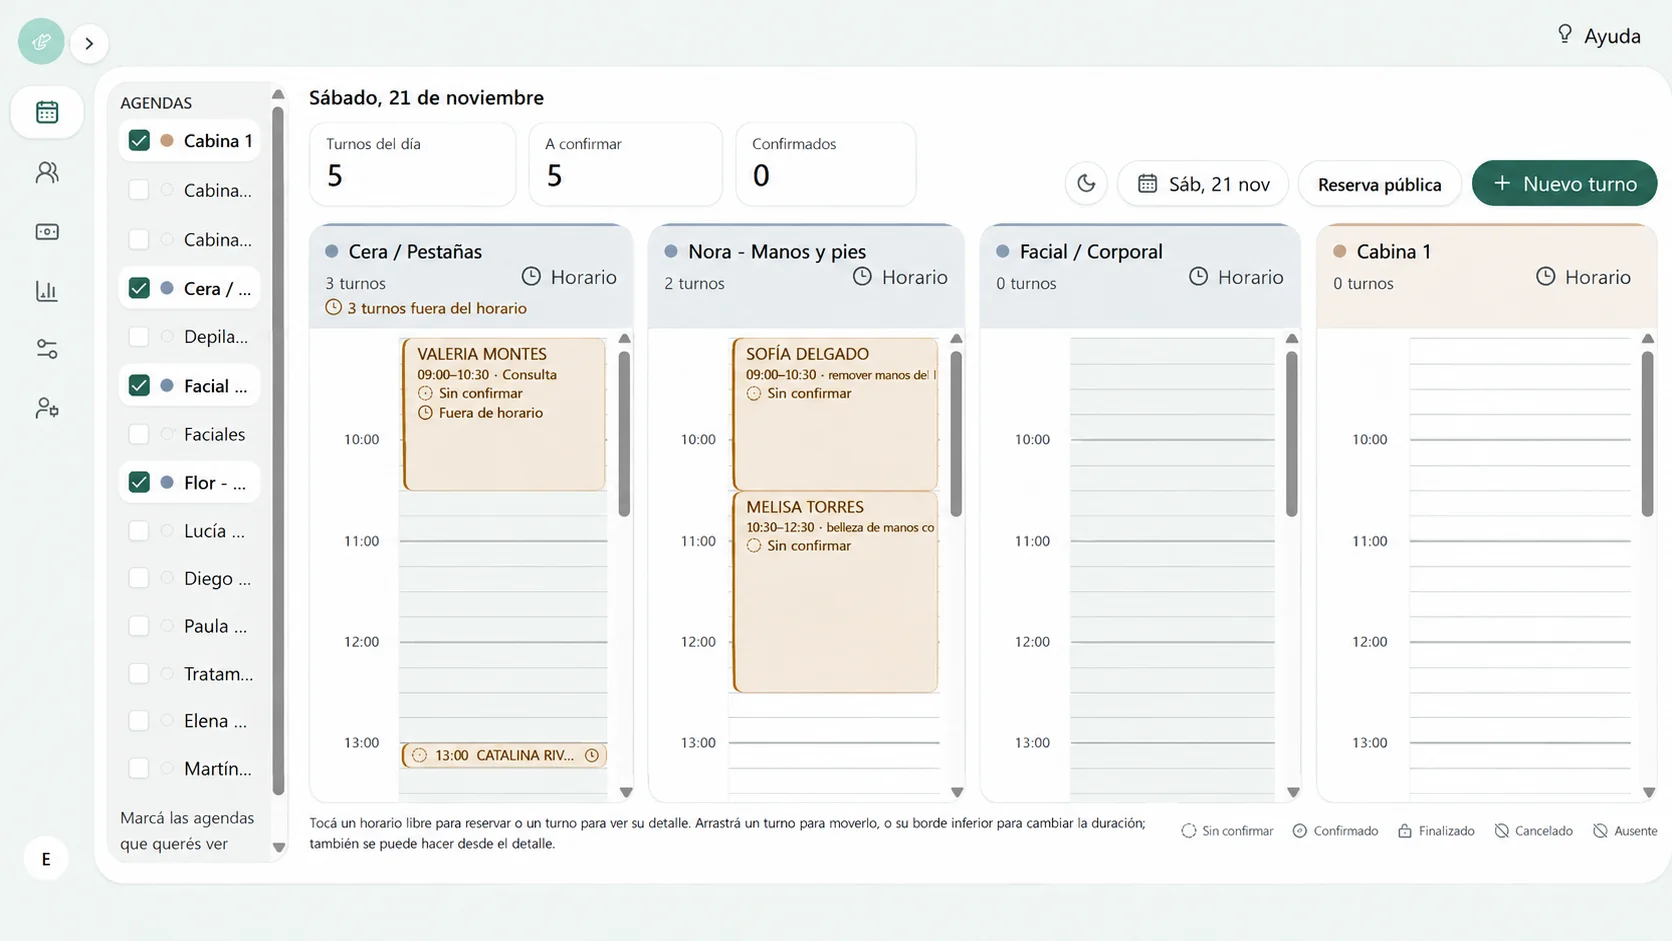 Ayuda
AGENDAS
Cabina 1
Cabina...
Cabina...
Cera / ...
Depila...
Facial ...
Faciales
Flor - ...
Lucía ...
Diego ...
Paula ...
Tratam...
Elena ...
Martín...
Marcá las agendas
que querés ver
E
Sábado, 21 de noviembre
Turnos del día
5
A confirmar
5
Confirmados
0
Sáb, 21 nov
Reserva pública
+ Nuevo turno
Cera / Pestañas
3 turnos
Horario
3 turnos fuera del horario
VALERIA MONTES
09:00–10:30 · Consulta
Sin confirmar
Fuera de horario
10:00
11:00
12:00
13:00
13:00 CATALINA RIV...
Nora - Manos y pies
2 turnos
Horario
SOFÍA DELGADO
09:00–10:30 · remover manos del
Sin confirmar
10:00
MELISA TORRES
10:30–12:30 · belleza de manos co
Sin confirmar
11:00
12:00
13:00
Facial / Corporal
0 turnos
Horario
10:00
11:00
12:00
13:00
Cabina 1
0 turnos
Horario
10:00
11:00
12:00
13:00
Tocá un horario libre para reservar o un turno para ver su detalle. Arrastrá un turno para moverlo, o su borde inferior para cambiar la duración;
también se puede hacer desde el detalle.
Sin confirmar
Confirmado
Finalizado
Cancelado
Ausente